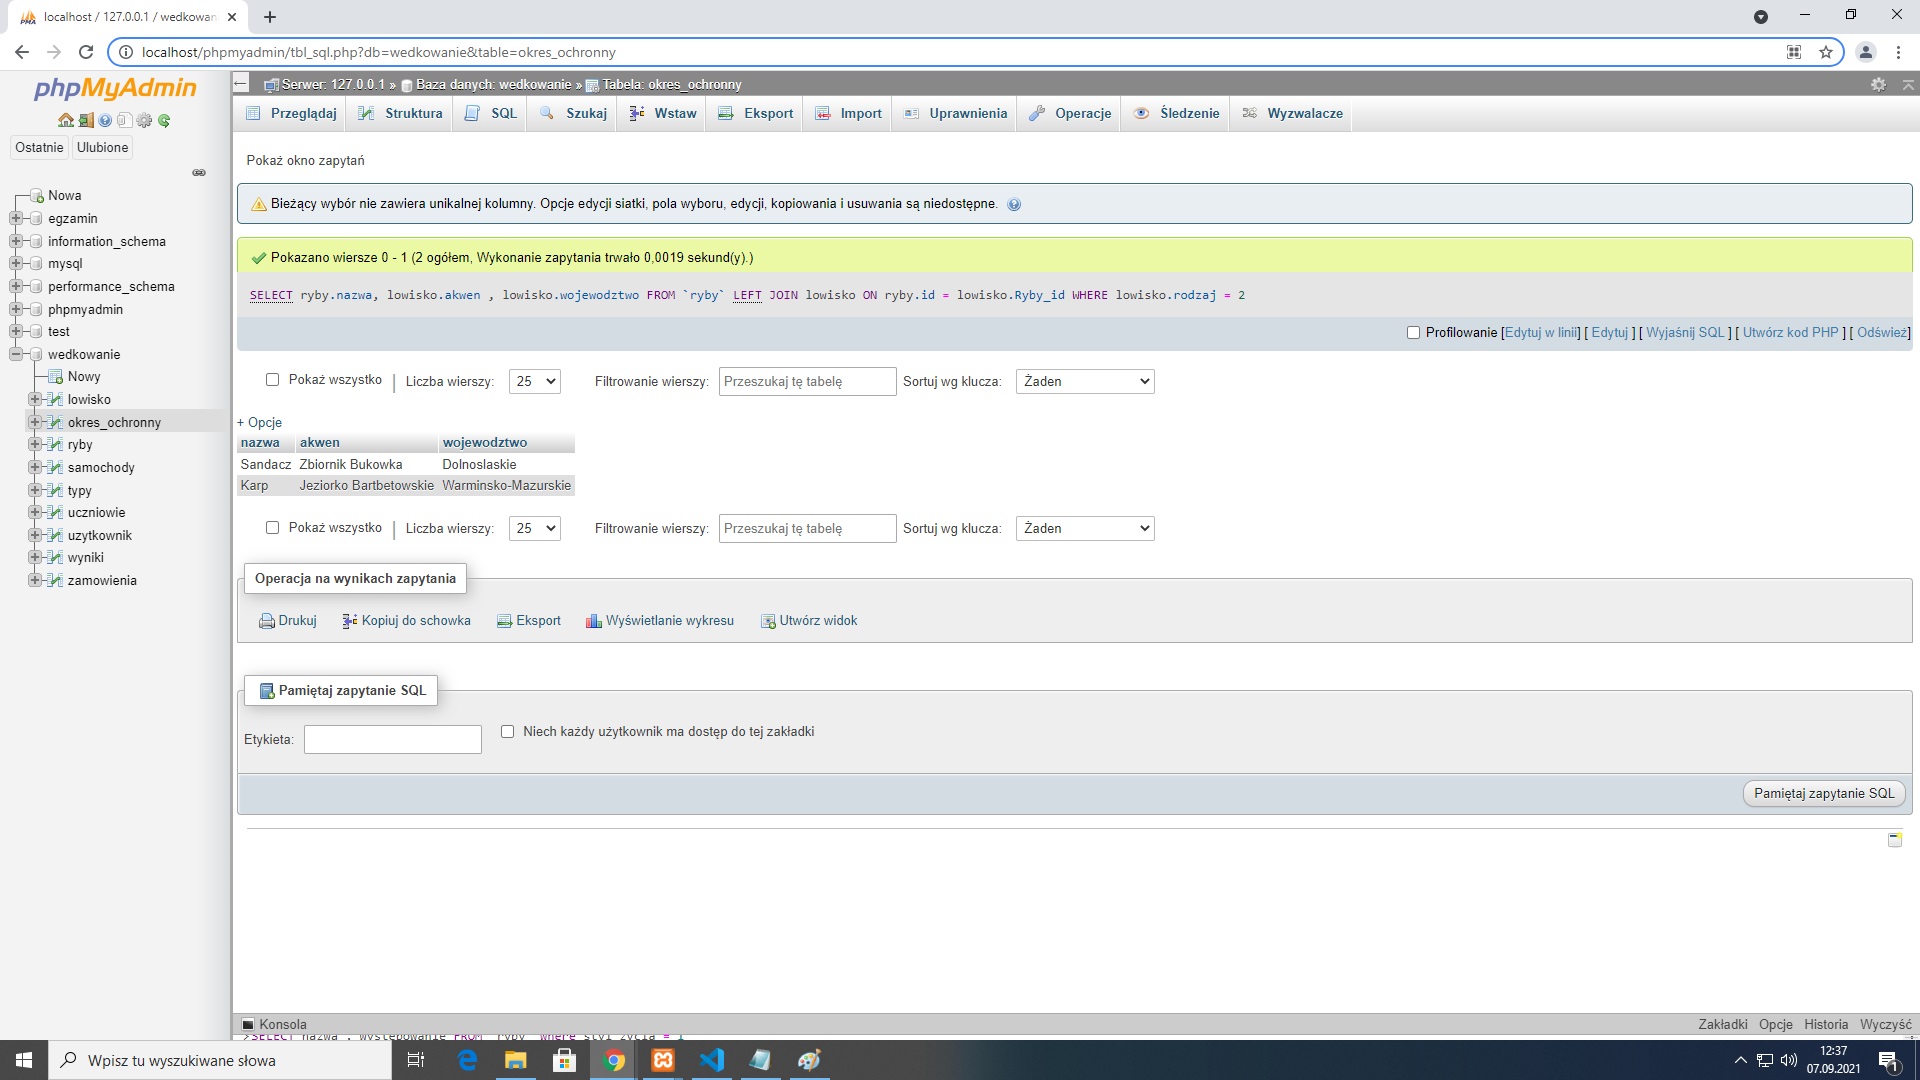 localhost / 127.0.0.1 / wedkowan
localhost/phpmyadmin/tbl_sql.php?db=wedkowanie&table=okres_ochronny
phpMyAdmin
Ostatnie Ulubione
Nowa
egzamin
information_schema
mysql
performance_schema
phpmyadmin
test
wedkowanie
Nowy
lowisko
okres_ochronny
ryby
samochody
typy
uczniowie
uzytkownik
wyniki
zamowienia
Serwer: 127.0.0.1 » Baza danych: wedkowanie » Tabela: okres_ochronny
Przeglądaj Struktura SQL Szukaj Wstaw Eksport Import Uprawnienia Operacje Śledzenie Wyzwalacze
Pokaż okno zapytań
Bieżący wybór nie zawiera unikalnej kolumny. Opcje edycji siatki, pola wyboru, edycji, kopiowania i usuwania są niedostępne.
Pokazano wiersze 0 - 1 (2 ogółem, Wykonanie zapytania trwało 0,0019 sekund(y).)
SELECT ryby.nazwa, lowisko.akwen , lowisko.wojewodztwo FROM `ryby` LEFT JOIN lowisko ON ryby.id = lowisko.Ryby_id WHERE lowisko.rodzaj = 2
Profilowanie [Edytuj w linii] [ Edytuj ] [ Wyjaśnij SQL ] [ Utwórz kod PHP ] [ Odśwież]
Pokaż wszystko | Liczba wierszy: 25 Filtrowanie wierszy: Przeszukaj tę tabelę Sortuj wg klucza: Żaden
+ Opcje
nazwa akwen wojewodztwo
Sandacz Zbiornik Bukowka Dolnoslaskie
Karp Jeziorko Bartbetowskie Warminsko-Mazurskie
Pokaż wszystko | Liczba wierszy: 25 Filtrowanie wierszy: Przeszukaj tę tabelę Sortuj wg klucza: Żaden
Operacja na wynikach zapytania
Drukuj Kopiuj do schowka Eksport Wyświetlanie wykresu Utwórz widok
Pamiętaj zapytanie SQL
Etykieta: Niech każdy użytkownik ma dostęp do tej zakładki
Pamiętaj zapytanie SQL
Konsola Zakładki Opcje Historia Wyczyść
>SELECT nazwa , wystepowanie FROM `ryby` where styl_zycia = 1
Wpisz tu wyszukiwane słowa
12:37
07.09.2021
1